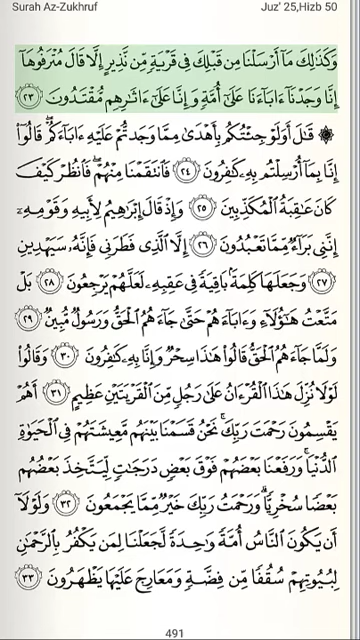 Surah Az-Zukhruf Juz' 25,Hizb 50
وَكَذَٰلِكَ مَآ أَرْسَلْنَا مِن قَبْلِكَ فِى قَرْيَةٍ مِّن نَّذِيرٍ إِلَّا قَالَ مُتْرَفُوهَآ
إِنَّا وَجَدْنَآ ءَابَآءَنَا عَلَىٰٓ أُمَّةٍ وَإِنَّا عَلَىٰٓ ءَاثَٰرِهِم مُّقْتَدُونَ ٢٣
۞ قَٰلَ أَوَلَوْ جِئْتُكُم بِأَهْدَىٰ مِمَّا وَجَدتُّمْ عَلَيْهِ ءَابَآءَكُمْ ۖ قَالُوٓا۟
إِنَّا بِمَآ أُرْسِلْتُم بِهِۦ كَٰفِرُونَ ٢٤ فَٱنتَقَمْنَا مِنْهُمْ ۖ فَٱنظُرْ كَيْفَ
كَانَ عَٰقِبَةُ ٱلْمُكَذِّبِينَ ٢٥ وَإِذْ قَالَ إِبْرَٰهِيمُ لِأَبِيهِ وَقَوْمِهِۦٓ
إِنَّنِى بَرَآءٌ مِّمَّا تَعْبُدُونَ ٢٦ إِلَّا ٱلَّذِى فَطَرَنِى فَإِنَّهُۥ سَيَهْدِينِ
٢٧ وَجَعَلَهَا كَلِمَةًۢ بَاقِيَةً فِى عَقِبِهِۦ لَعَلَّهُمْ يَرْجِعُونَ ٢٨ بَلْ
مَتَّعْتُ هَٰٓؤُلَآءِ وَءَابَآءَهُمْ حَتَّىٰ جَآءَهُمُ ٱلْحَقُّ وَرَسُولٌ مُّبِينٌ ٢٩
وَلَمَّا جَآءَهُمُ ٱلْحَقُّ قَالُوا۟ هَٰذَا سِحْرٌ وَإِنَّا بِهِۦ كَٰفِرُونَ ٣٠ وَقَالُوا۟
لَوْلَا نُزِّلَ هَٰذَا ٱلْقُرْءَانُ عَلَىٰ رَجُلٍ مِّنَ ٱلْقَرْيَتَيْنِ عَظِيمٍ ٣١ أَهُمْ
يَقْسِمُونَ رَحْمَتَ رَبِّكَ ۚ نَحْنُ قَسَمْنَا بَيْنَهُم مَّعِيشَتَهُمْ فِى ٱلْحَيَوٰةِ
ٱلدُّنْيَا ۚ وَرَفَعْنَا بَعْضَهُمْ فَوْقَ بَعْضٍ دَرَجَٰتٍ لِّيَتَّخِذَ بَعْضُهُم
بَعْضًا سُخْرِيًّا ۗ وَرَحْمَتُ رَبِّكَ خَيْرٌ مِّمَّا يَجْمَعُونَ ٣٢ وَلَوْلَآ
أَن يَكُونَ ٱلنَّاسُ أُمَّةً وَٰحِدَةً لَّجَعَلْنَا لِمَن يَكْفُرُ بِٱلرَّحْمَٰنِ
لِبُيُوتِهِمْ سُقُفًا مِّن فِضَّةٍ وَمَعَارِجَ عَلَيْهَا يَظْهَرُونَ ٣٣
491